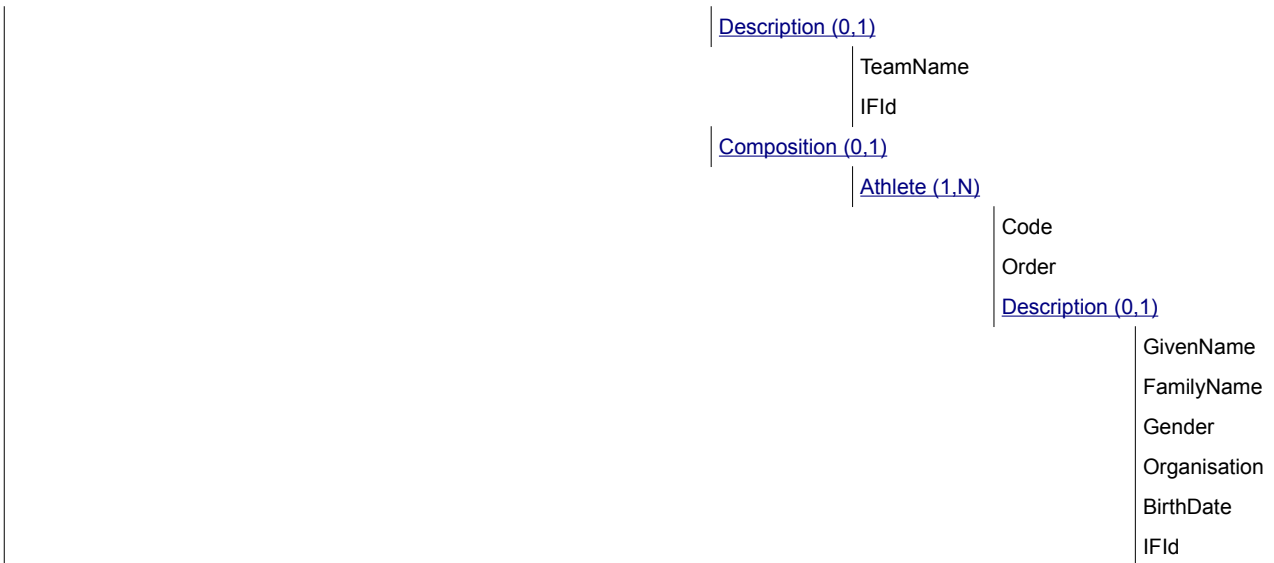 Description (0,1)
TeamName
IFId
Composition (0,1)
Athlete (1,N)
Code
Order
Description (0,1)
GivenName
FamilyName
Gender
Organisation
BirthDate
IFId